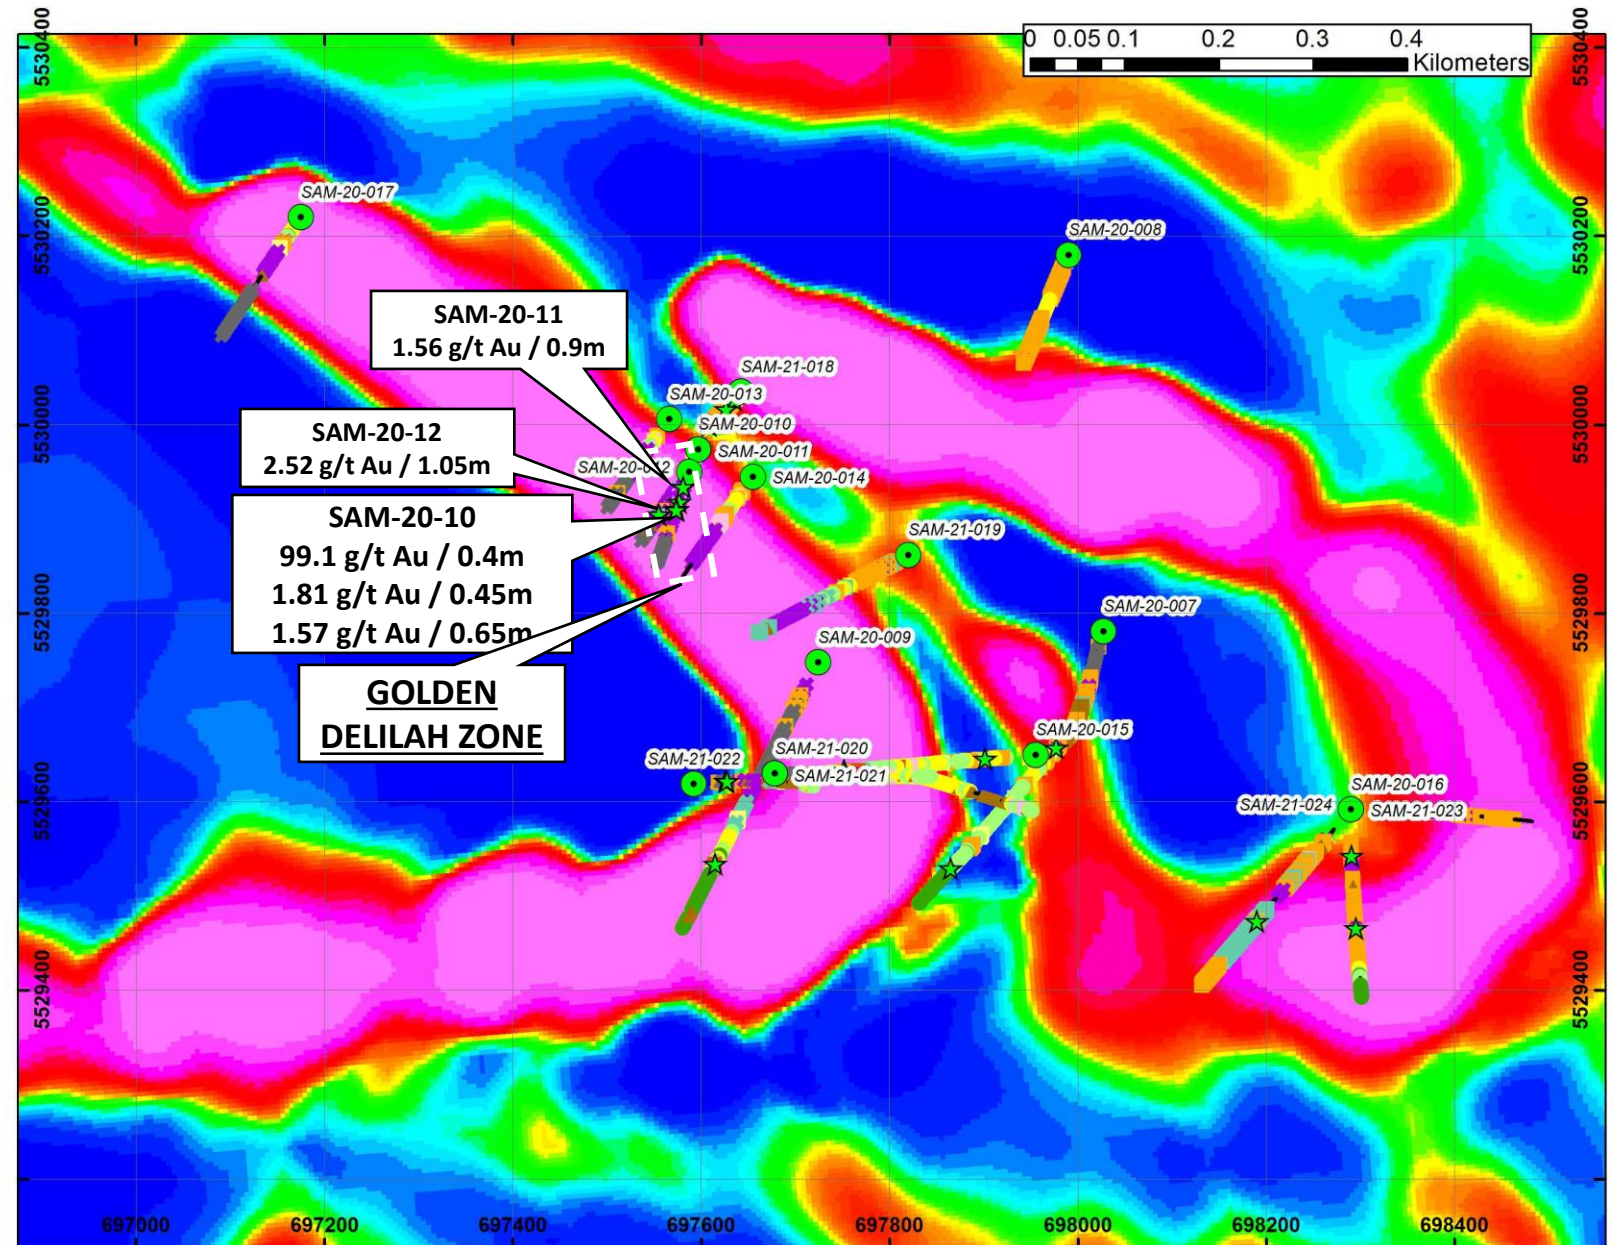 0 0.05 0.1 0.2 0.3 0.4
Kilometers
5530400
5530400
SAM-20-017
5530200
SAM-20-008
5530200
SAM-20-11
1.56 g/t Au / 0.9m
SAM-21-018
SAM-20-013
5530000
SAM-20-12
2.52 g/t Au / 1.05m
SAM-20-010
SAM-20-011
SAM-20-012
SAM-20-014
5530000
SAM-20-10
99.1 g/t Au / 0.4m
1.81 g/t Au / 0.45m
1.57 g/t Au / 0.65m
SAM-21-019
5529800
SAM-20-007
5529800
SAM-20-009
GOLDEN
DELILAH ZONE
SAM-20-015
SAM-21-022
SAM-21-020
SAM-21-021
5529600
SAM-20-016
SAM-21-024
SAM-21-023
5529600
5529400
5529400
697000 697200 697400 697600 697800 698000 698200 698400